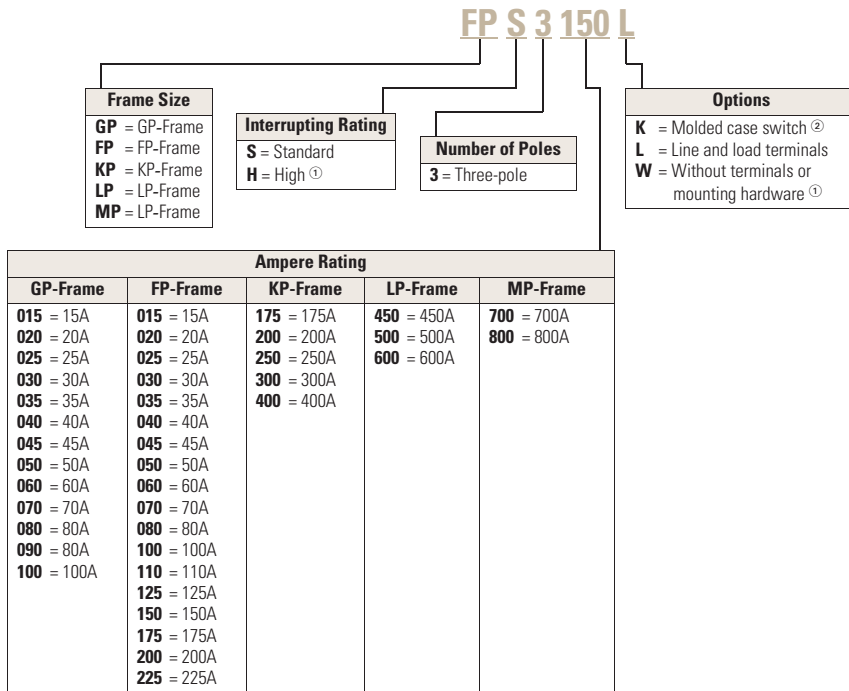 FP S 3 150 L
Frame Size
GP = GP-Frame
FP = FP-Frame
KP = KP-Frame
LP = LP-Frame
MP = LP-Frame
Interrupting Rating
S = Standard
H = High ①
Number of Poles
3 = Three-pole
Options
K = Molded case switch ②
L = Line and load terminals
W = Without terminals or
mounting hardware ①
Ampere Rating
GP-Frame
015 = 15A
020 = 20A
025 = 25A
030 = 30A
035 = 35A
040 = 40A
045 = 45A
050 = 50A
060 = 60A
070 = 70A
080 = 80A
090 = 80A
100 = 100A
FP-Frame
015 = 15A
020 = 20A
025 = 25A
030 = 30A
035 = 35A
040 = 40A
045 = 45A
050 = 50A
060 = 60A
070 = 70A
080 = 80A
100 = 100A
110 = 110A
125 = 125A
150 = 150A
175 = 175A
200 = 200A
225 = 225A
KP-Frame
175 = 175A
200 = 200A
250 = 250A
300 = 300A
400 = 400A
LP-Frame
450 = 450A
500 = 500A
600 = 600A
MP-Frame
700 = 700A
800 = 800A